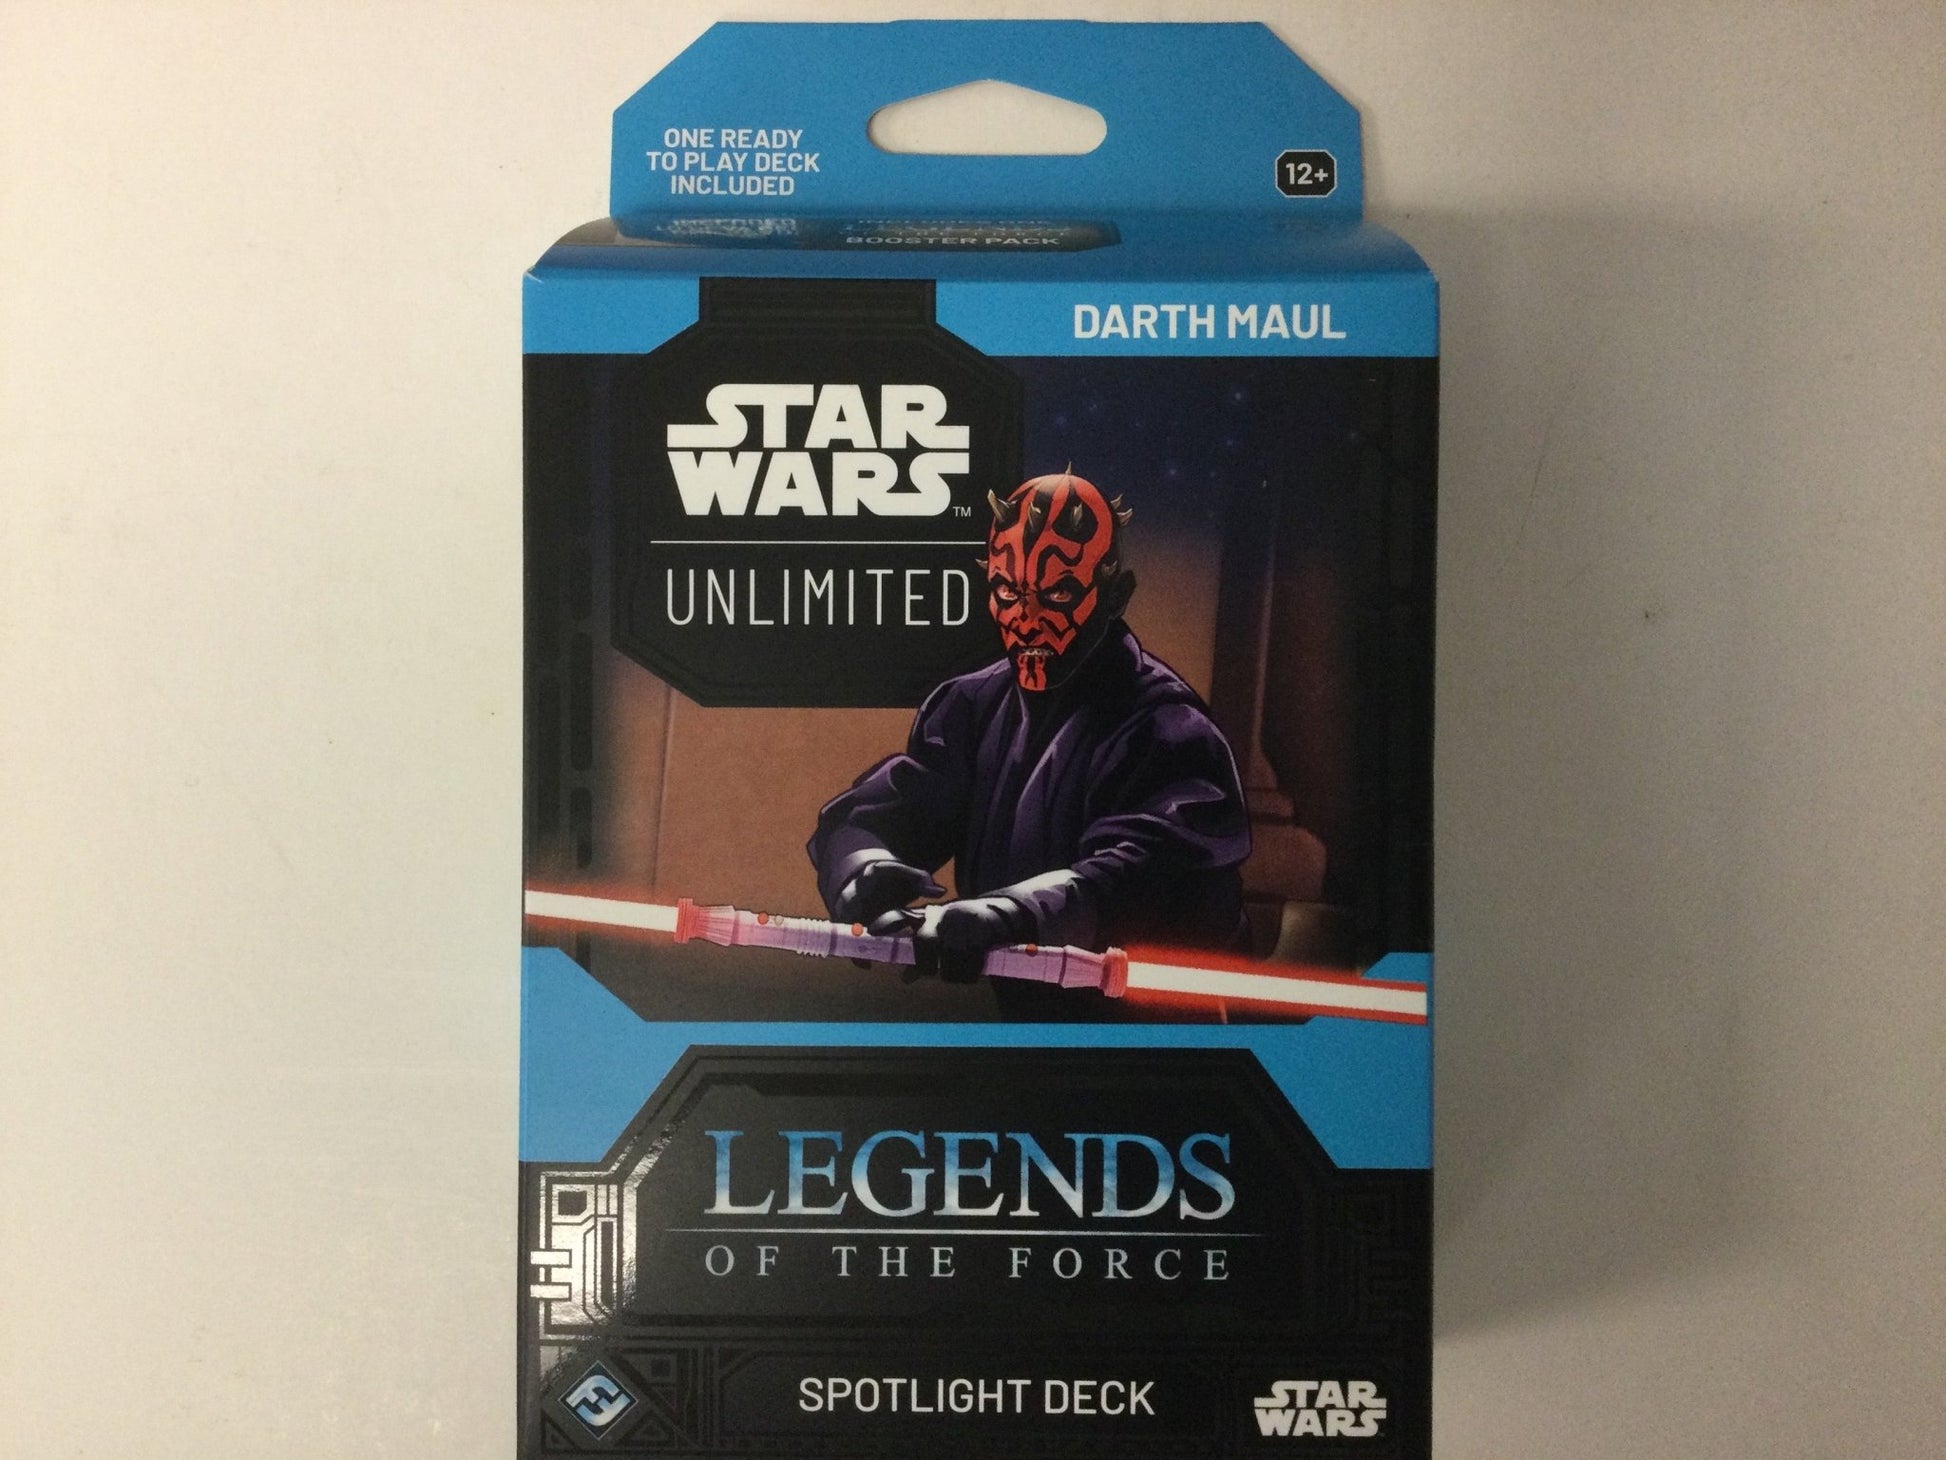 ONE READY
TO PLAY DECK
INCLUDED
12+
BOOSTER PACK
DARTH MAUL
STAR
WARS
TM
UNLIMITED
LEGENDS
OF THE FORCE
SPOTLIGHT DECK
STAR
WARS